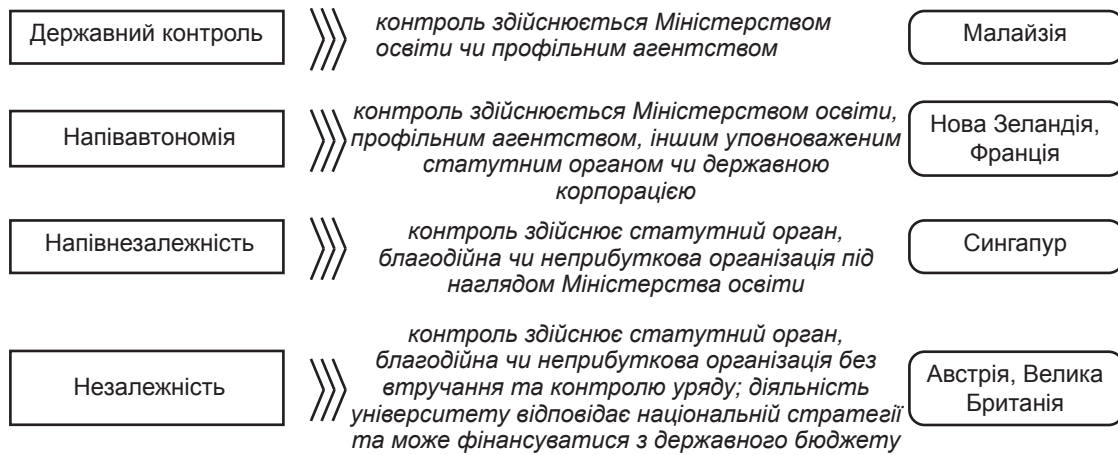 Державний контроль
контроль здійснюється Міністерством
освіти чи профільним агентством
Малайзія
Напівавтономія
контроль здійснюється Міністерством освіти,
профільним агентством, іншим уповноваженим
статутним органом чи державною
корпорацією
Нова Зеландія,
Франція
Напівнезалежність
контроль здійснює статутний орган,
благодійна чи неприбуткова організація під
наглядом Міністерства освіти
Сингапур
Незалежність
контроль здійснює статутний орган,
благодійна чи неприбуткова організація без
втручання та контролю уряду; діяльність
університету відповідає національній стратегії
та може фінансуватися з державного бюджету
Австрія, Велика
Британія